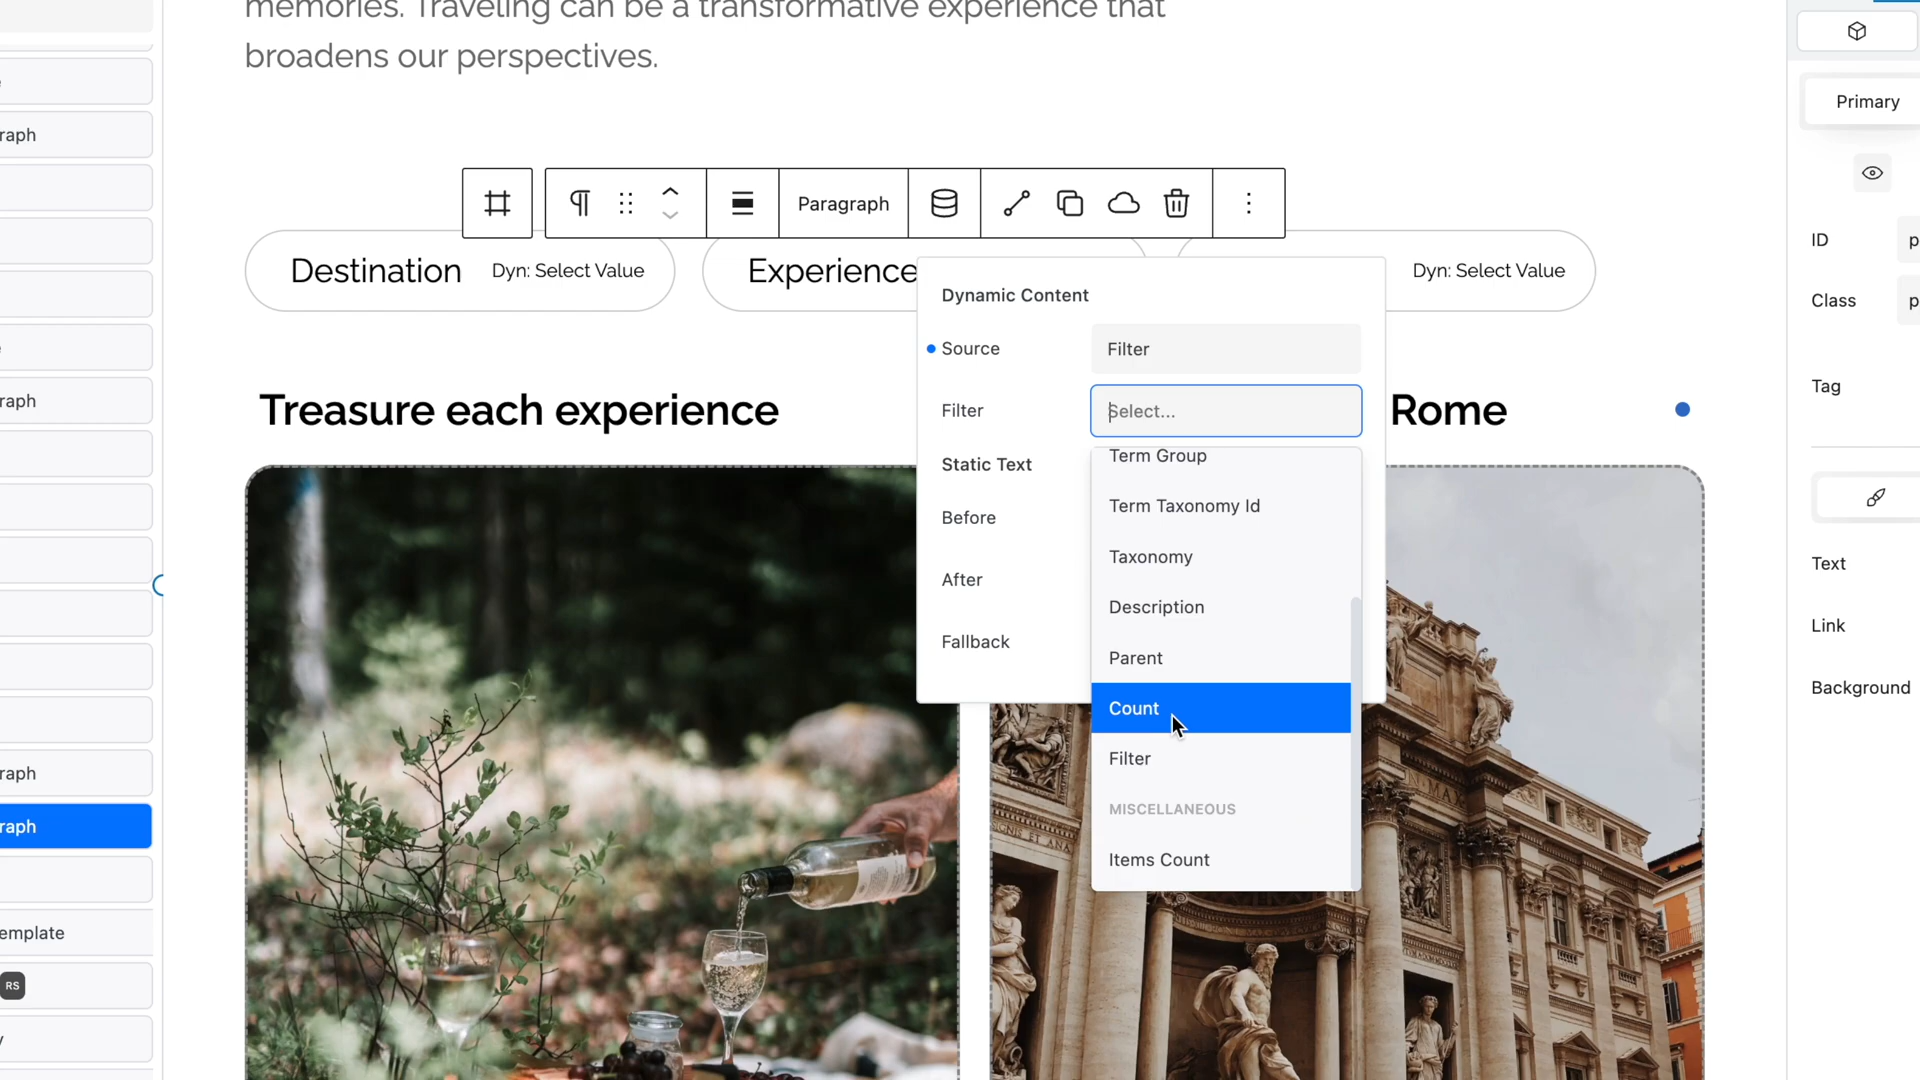 memories. Traveling can be a transformative experience that
broadens our perspectives.
raph
raph
raph
raph
emplate
RS
Paragraph
Destination
Dyn: Select Value
Experience
Dyn: Select Value
Treasure each experience
Rome
Dynamic Content
Source
Filter
Filter
Select...
Static Text
Before
After
Fallback
Term Group
Term Taxonomy Id
Taxonomy
Description
Parent
Count
Filter
MISCELLANEOUS
Items Count
Primary
ID
p
Class
p
Tag
Text
Link
Background